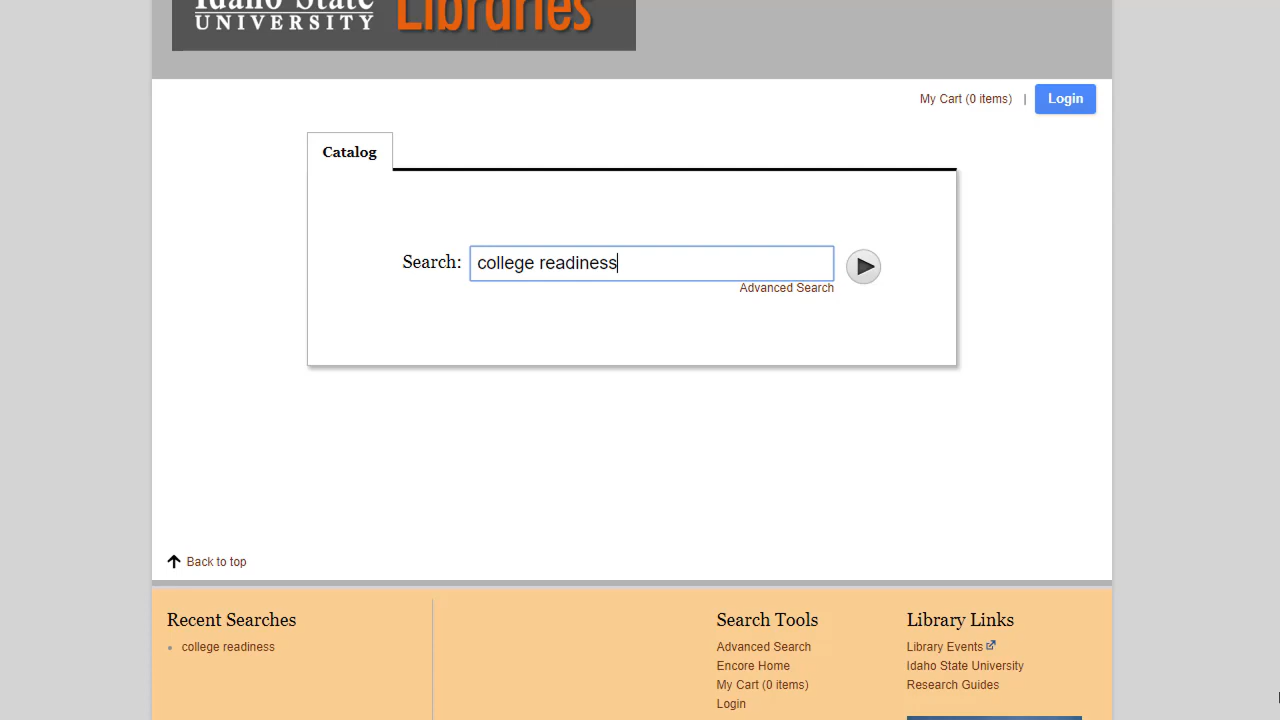 Idaho State
UNIVERSITY
Libraries
My Cart (0 items) | Login
Catalog
Search: college readiness
Advanced Search
Back to top
Recent Searches
college readiness
Search Tools
Advanced Search
Encore Home
My Cart (0 items)
Login
Library Links
Library Events
Idaho State University
Research Guides